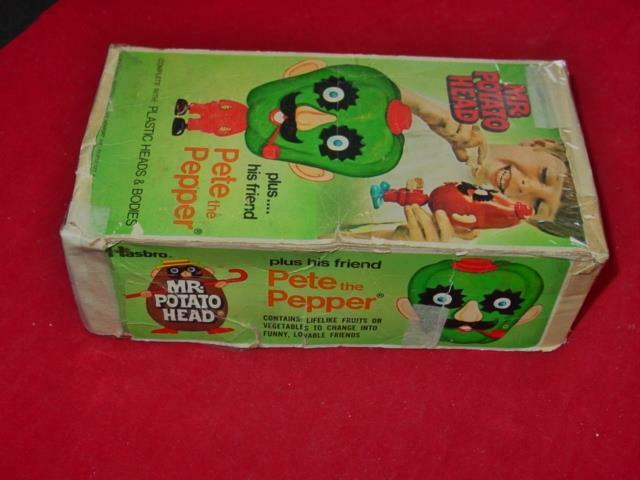 MR.
POTATO
HEAD
plus....
his friend
Pete the
Pepper®
COMPLETE WITH PLASTIC HEADS & BODIES
Hasbro.
MR.
POTATO
HEAD
plus his friend
Pete the
Pepper®
CONTAINS: LIFELIKE FRUITS OR
VEGETABLES TO CHANGE INTO
FUNNY, LOVABLE FRIENDS